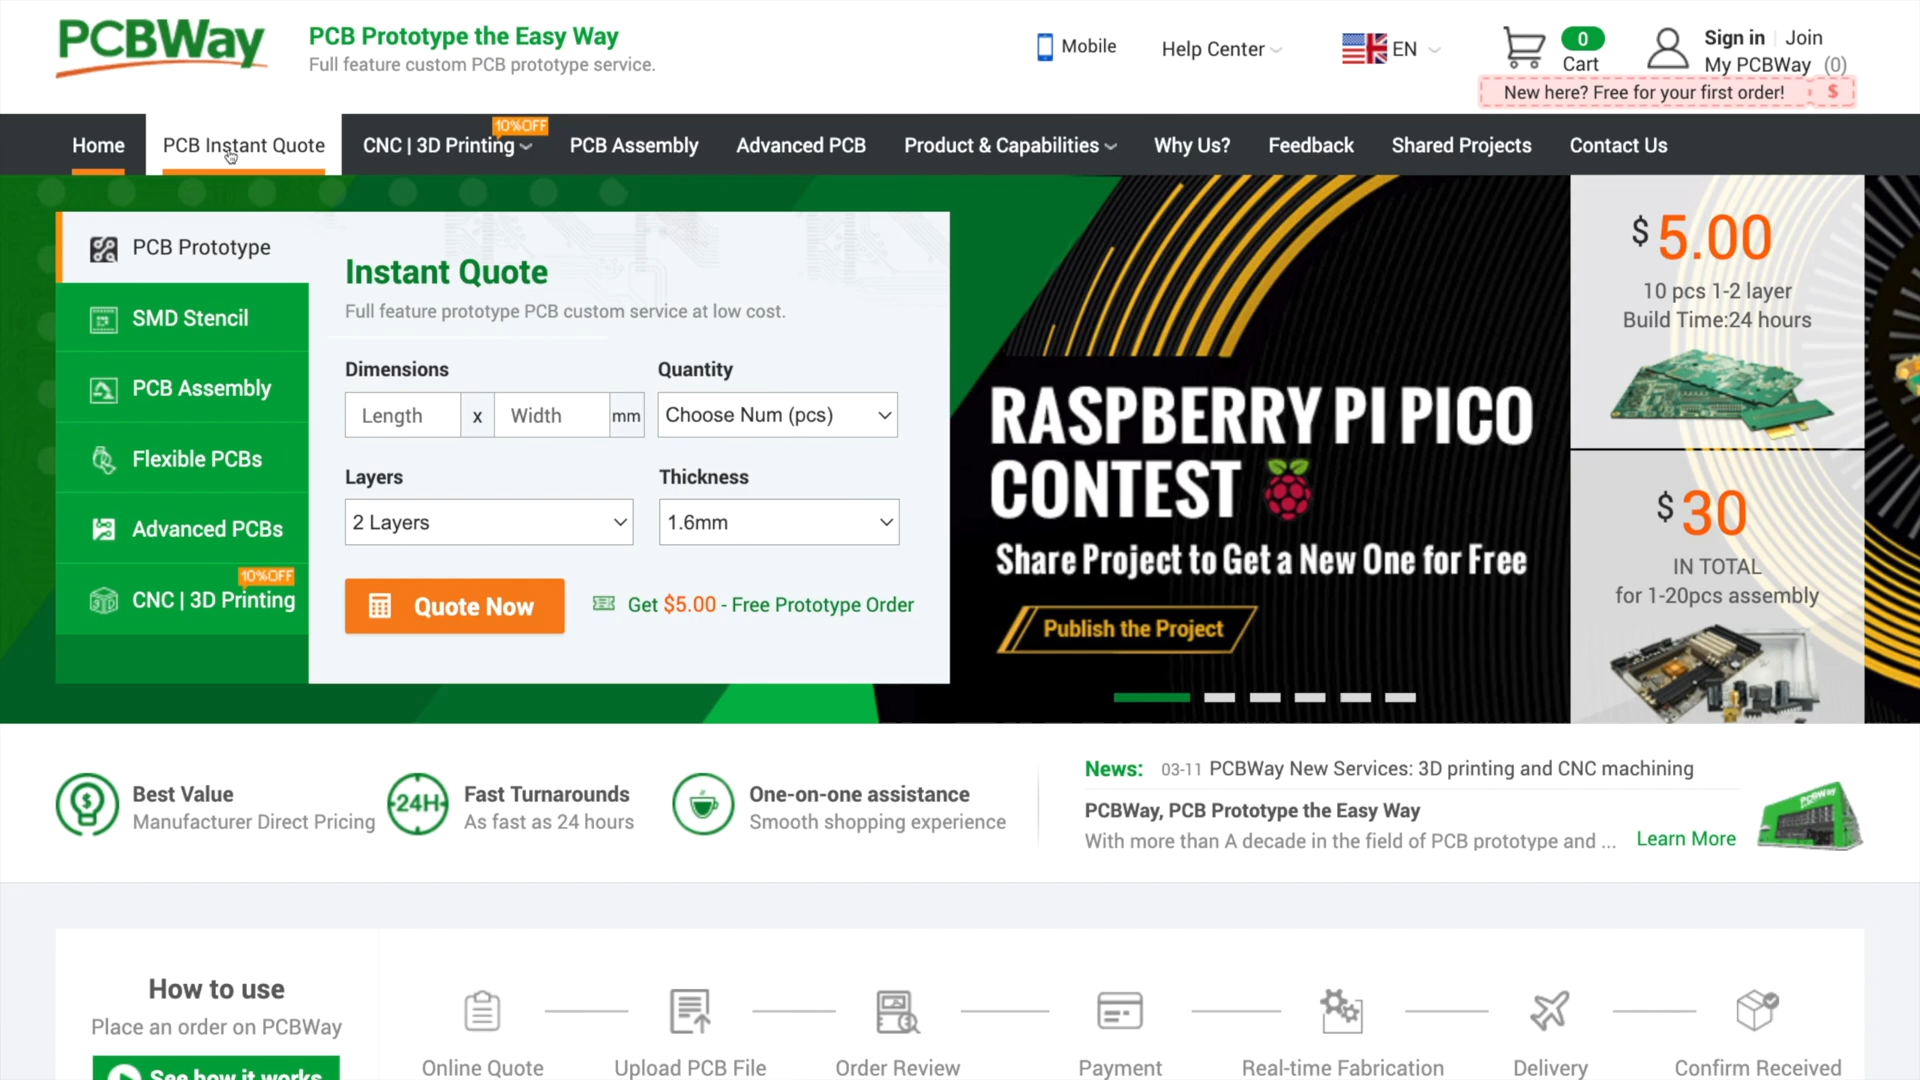 PCBWay
PCB Prototype the Easy Way
Full feature custom PCB prototype service.
Mobile
Help Center
EN
0
Cart
Sign in
Join
My PCBWay (0)
New here? Free for your first order!
$
Home
PCB Instant Quote
CNC | 3D Printing
10%OFF
PCB Assembly
Advanced PCB
Product & Capabilities
Why Us?
Feedback
Shared Projects
Contact Us
PCB Prototype
SMD Stencil
PCB Assembly
Flexible PCBs
Advanced PCBs
10%OFF
CNC | 3D Printing
Instant Quote
Full feature prototype PCB custom service at low cost.
Dimensions
Quantity
Length x Width mm
Choose Num (pcs)
Layers
Thickness
2 Layers
1.6mm
Quote Now
Get $5.00 - Free Prototype Order
RASPBERRY PI PICO
CONTEST
Share Project to Get a New One for Free
Publish the Project
$ 5.00
10 pcs 1-2 layer
Build Time:24 hours
$ 30
IN TOTAL
for 1-20pcs assembly
$
Best Value
Manufacturer Direct Pricing
24H
Fast Turnarounds
As fast as 24 hours
One-on-one assistance
Smooth shopping experience
News: 03-11 PCBWay New Services: 3D printing and CNC machining
PCBWay, PCB Prototype the Easy Way
With more than A decade in the field of PCB prototype and ... Learn More
PCBWay
How to use
Place an order on PCBWay
See how it works
Online Quote
Upload PCB File
Order Review
Payment
Real-time Fabrication
Delivery
Confirm Received